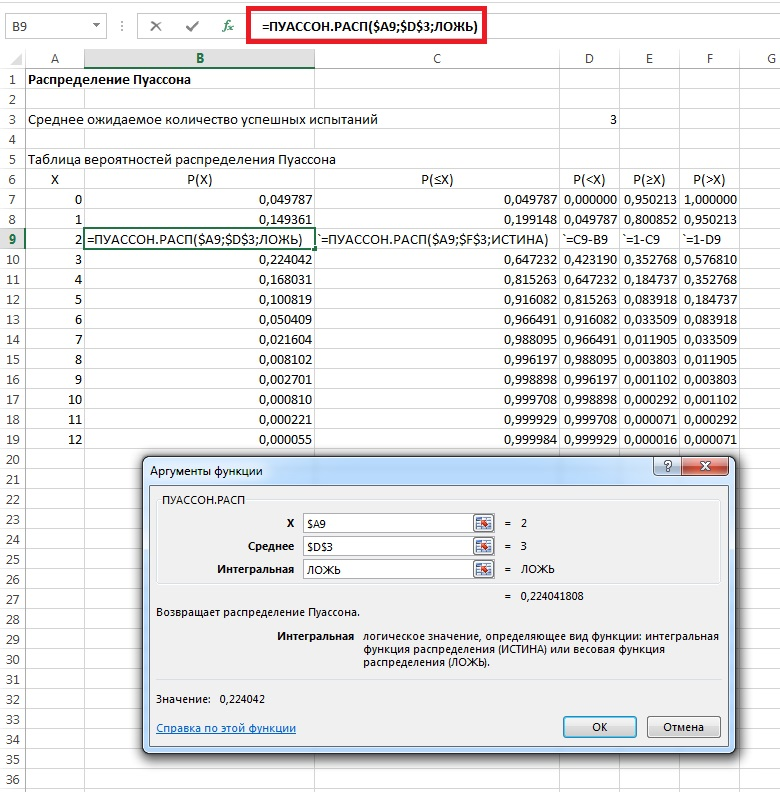 B9 =ПУАССОН.РАСП($A9;$D$3;ЛОЖЬ)
A B C D E F G
1 Распределение Пуассона
2
3 Среднее ожидаемое количество успешных испытаний 3
4
5 Таблица вероятностей распределения Пуассона
6 X P(X) P(≤X) P(<X) P(≥X) P(>X)
7 0 0,049787 0,049787 0,000000 0,950213 1,000000
8 1 0,149361 0,199148 0,049787 0,800852 0,950213
9 2 =ПУАССОН.РАСП($A9;$D$3;ЛОЖЬ) `=ПУАССОН.РАСП($A9;$F$3;ИСТИНА) `=C9-B9 `=1-C9 `=1-D9
10 3 0,224042 0,647232 0,423190 0,352768 0,576810
11 4 0,168031 0,815263 0,647232 0,184737 0,352768
12 5 0,100819 0,916082 0,815263 0,083918 0,184737
13 6 0,050409 0,966491 0,916082 0,033509 0,083918
14 7 0,021604 0,988095 0,966491 0,011905 0,033509
15 8 0,008102 0,996197 0,988095 0,003803 0,011905
16 9 0,002701 0,998898 0,996197 0,001102 0,003803
17 10 0,000810 0,999708 0,998898 0,000292 0,001102
18 11 0,000221 0,999929 0,999708 0,000071 0,000292
19 12 0,000055 0,999984 0,999929 0,000016 0,000071
20
21
22
23
24
25
26
27
28
29
30
31
32
33
34
35
36
Аргументы функции
ПУАССОН.РАСП
X $A9 = 2
Среднее $D$3 = 3
Интегральная ЛОЖЬ = ЛОЖЬ
= 0,224041808
Возвращает распределение Пуассона.
Интегральная логическое значение, определяющее вид функции: интегральная
функция распределения (ИСТИНА) или весовая функция
распределения (ЛОЖЬ).
Значение: 0,224042
Справка по этой функции
ОК Отмена